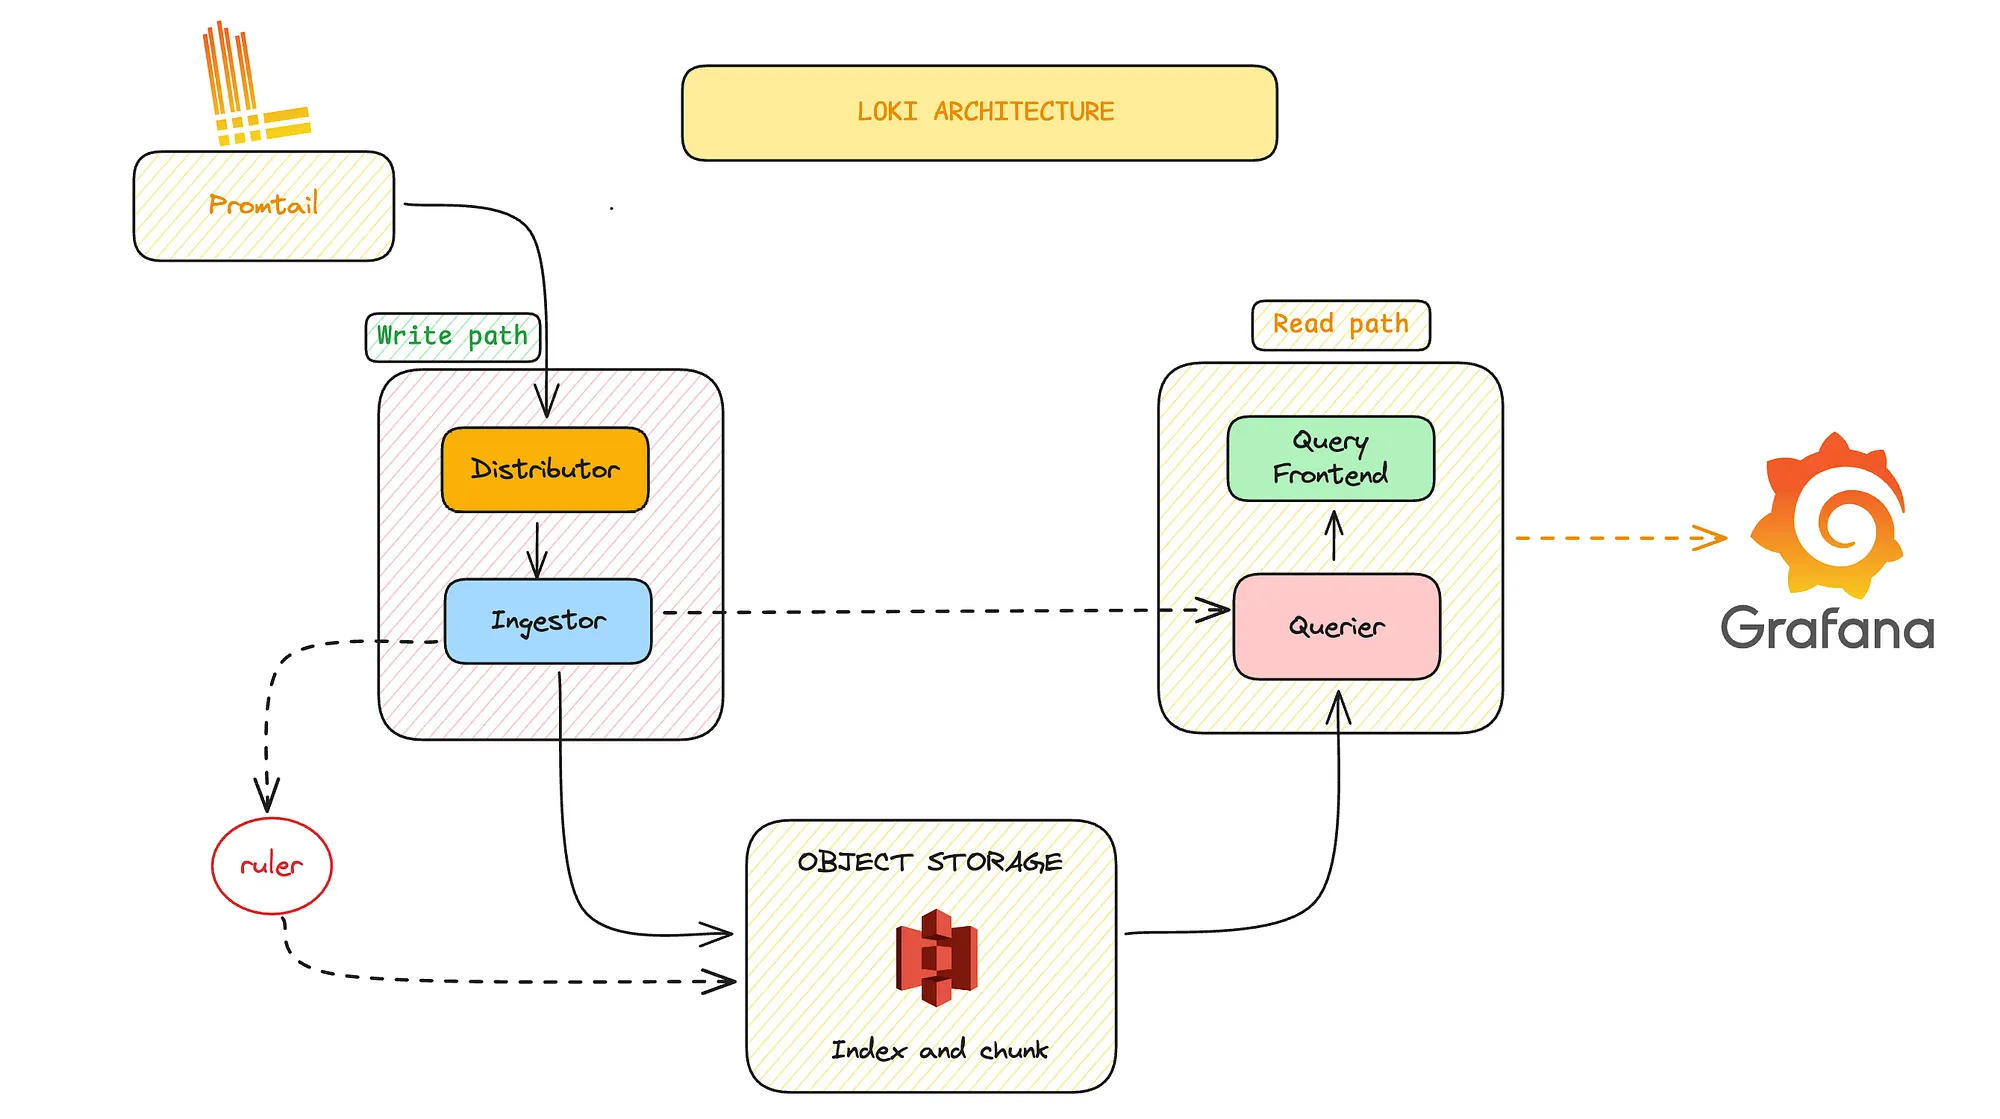 LOKI ARCHITECTURE
Promtail
Write path
Read path
Distributor
Query
Frontend
Ingestor
Querier
Grafana
ruler
OBJECT STORAGE
Index and chunk